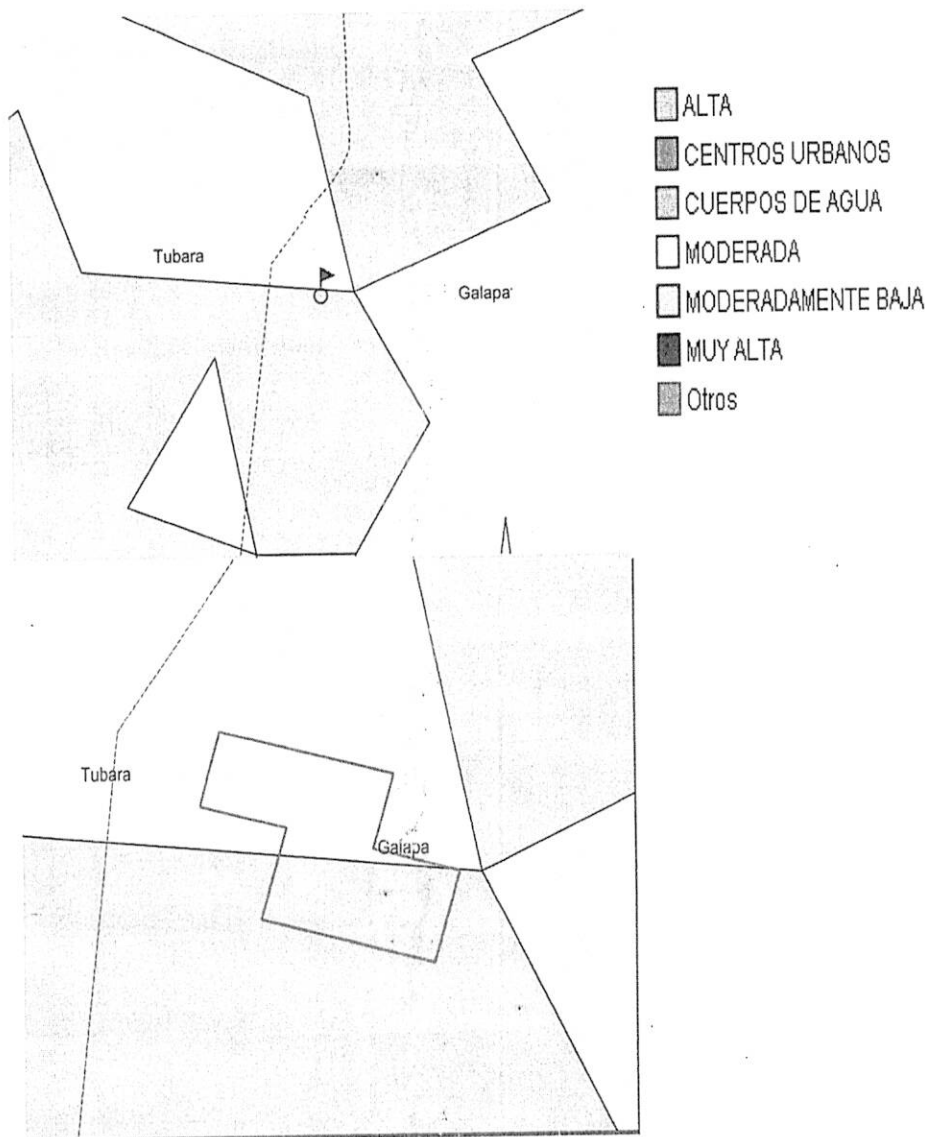 ALTA
CENTROS URBANOS
CUERPOS DE AGUA
MODERADA
MODERADAMENTE BAJA
MUY ALTA
Otros
Tubara
Galapa
Tubara
Galapa